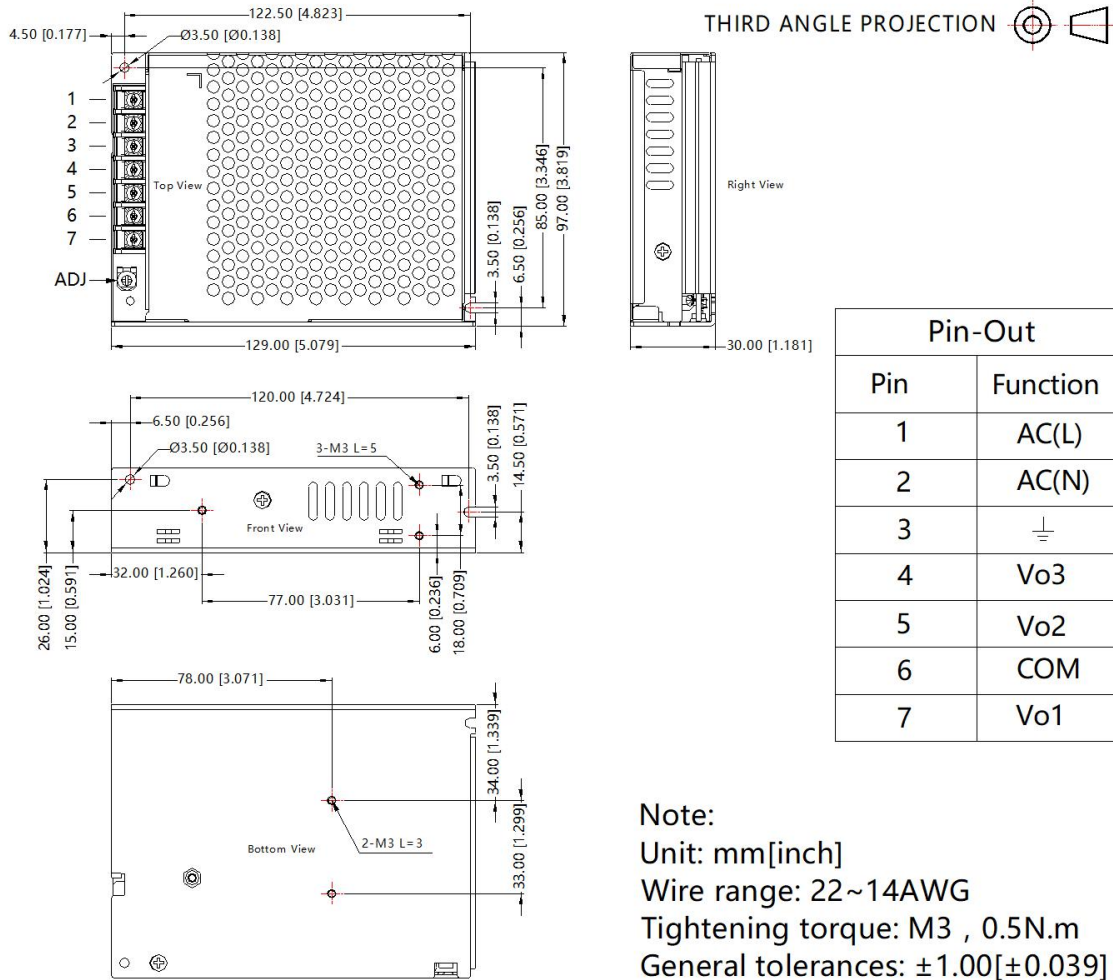 122.50 [4.823]
THIRD ANGLE PROJECTION
4.50 [0.177]
Ø3.50 [Ø0.138]
1
2
3
4
5
6
7
ADJ
Top View
3.50 [0.138]
6.50 [0.256]
85.00 [3.346]
97.00 [3.819]
129.00 [5.079]
Right View
30.00 [1.181]
120.00 [4.724]
6.50 [0.256]
Ø3.50 [Ø0.138]
3-M3 L=5
3.50 [0.138]
14.50 [0.571]
Front View
26.00 [1.024]
15.00 [0.591]
32.00 [1.260]
77.00 [3.031]
6.00 [0.236]
18.00 [0.709]
78.00 [3.071]
34.00 [1.339]
33.00 [1.299]
2-M3 L=3
Bottom View
Pin-Out
Pin Function
1 AC(L)
2 AC(N)
3
4 Vo3
5 Vo2
6 COM
7 Vo1
Note:
Unit: mm[inch]
Wire range: 22~14AWG
Tightening torque: M3 , 0.5N.m
General tolerances: ±1.00[±0.039]